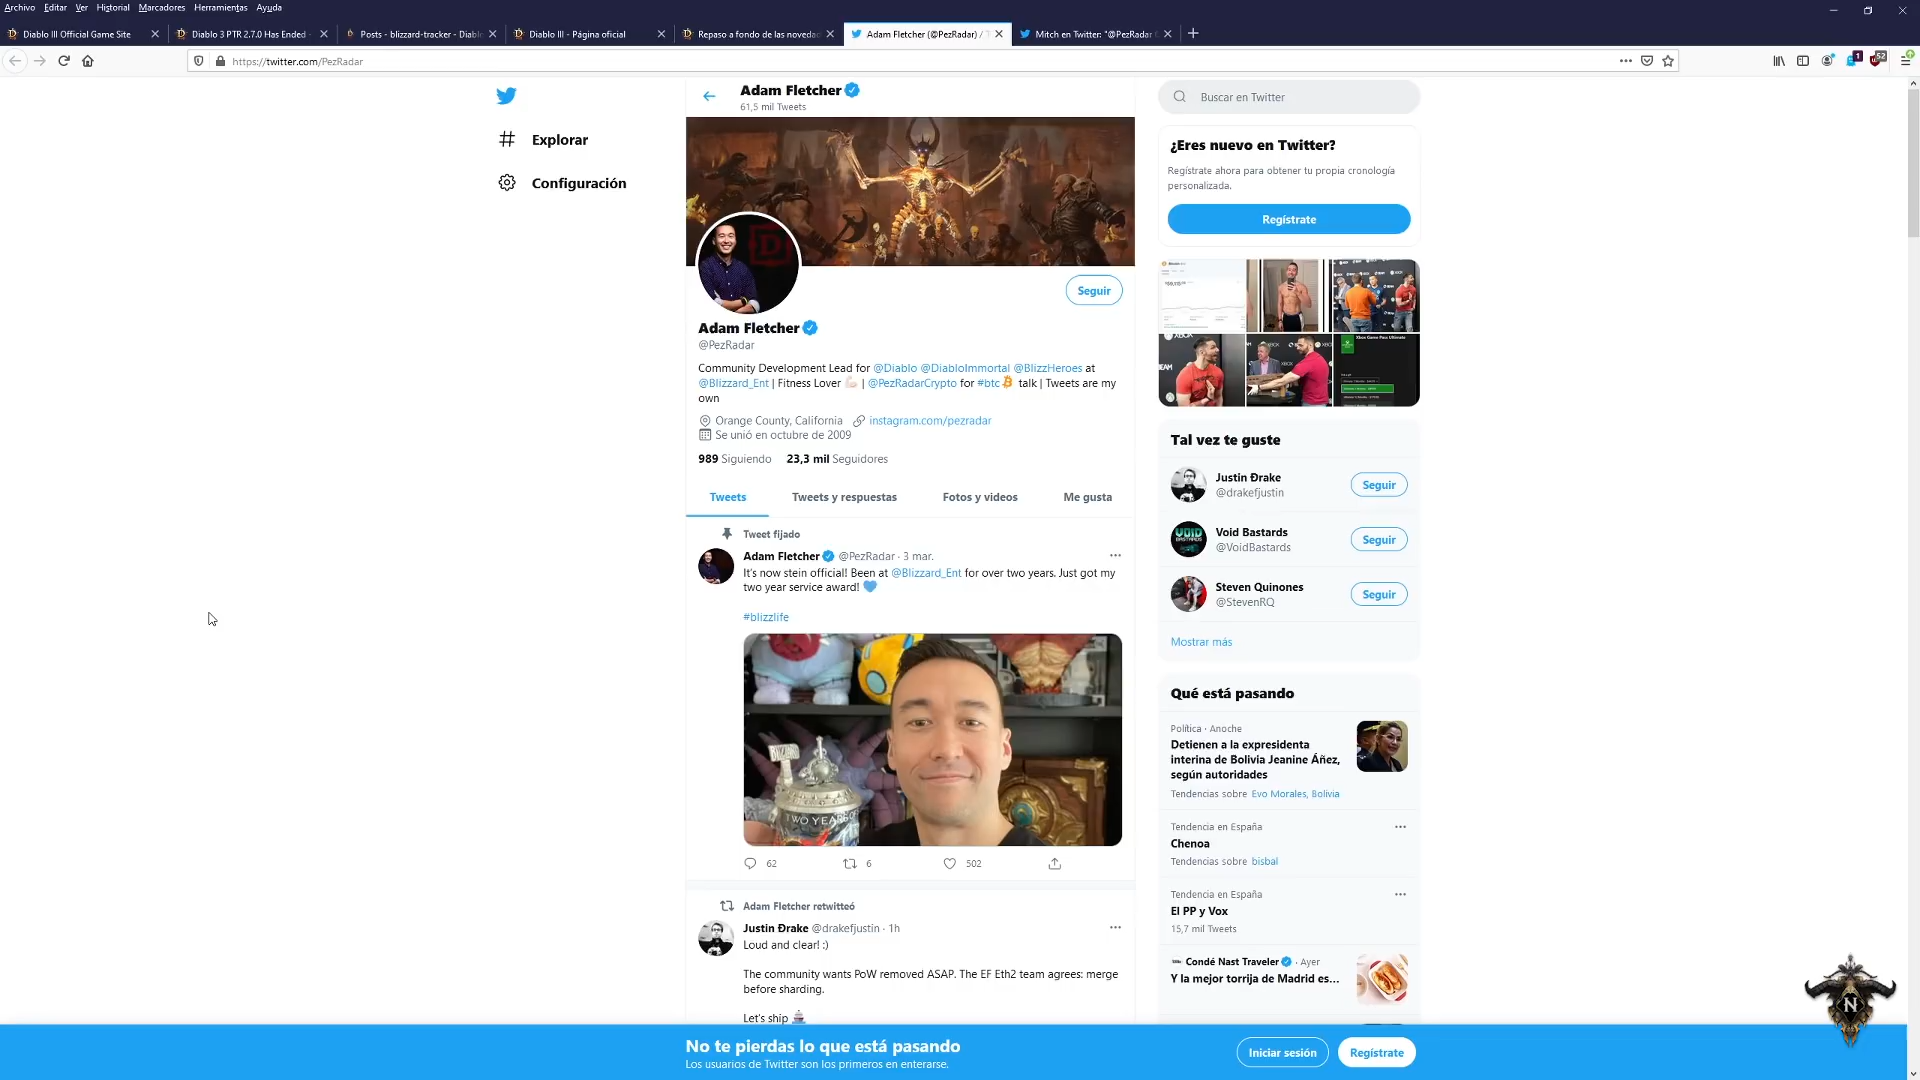 Archivo Editar Ver Historial Marcadores Herramientas Ayuda
Diablo III Official Game Site
Diablo 3 PTR 2.7.0 Has Ended -
Posts - blizzard-tracker - Diabl
Diablo III - Página oficial
Repaso a fondo de las novedad
Adam Fletcher (@PezRadar) / T
Mitch en Twitter: "@PezRadar
https://twitter.com/PezRadar
1
52
Explorar
Configuración
Adam Fletcher
61,5 mil Tweets
Seguir
Adam Fletcher
@PezRadar
Community Development Lead for @Diablo @DiabloImmortal @BlizzHeroes at
@Blizzard_Ent | Fitness Lover | @PezRadarCrypto for #btc talk | Tweets are my
own
Orange County, California instagram.com/pezradar
Se unió en octubre de 2009
989 Siguiendo 23,3 mil Seguidores
Tweets Tweets y respuestas Fotos y videos Me gusta
Tweet fijado
Adam Fletcher @PezRadar · 3 mar.
It's now stein official! Been at @Blizzard_Ent for over two years. Just got my
two year service award!
#blizzlife
BLIZZARD
TWO YEARS OF
62 6 502
Adam Fletcher retwitteó
Justin Ðrake @drakefjustin · 1h
Loud and clear! :)
The community wants PoW removed ASAP. The EF Eth2 team agrees: merge
before sharding.
Let's ship
Buscar en Twitter
¿Eres nuevo en Twitter?
Regístrate ahora para obtener tu propia cronología
personalizada.
Regístrate
Tal vez te guste
Justin Ðrake
@drakefjustin
Seguir
Void Bastards
@VoidBastards
Seguir
Steven Quinones
@StevenRQ
Seguir
Mostrar más
Qué está pasando
Política · Anoche
Detienen a la expresidenta
interina de Bolivia Jeanine Áñez,
según autoridades
Tendencias sobre Evo Morales, Bolivia
Tendencia en España
Chenoa
Tendencias sobre bisbal
Tendencia en España
El PP y Vox
15,7 mil Tweets
Condé Nast Traveler · Ayer
Y la mejor torrija de Madrid es...
N
No te pierdas lo que está pasando
Los usuarios de Twitter son los primeros en enterarse.
Iniciar sesión
Regístrate